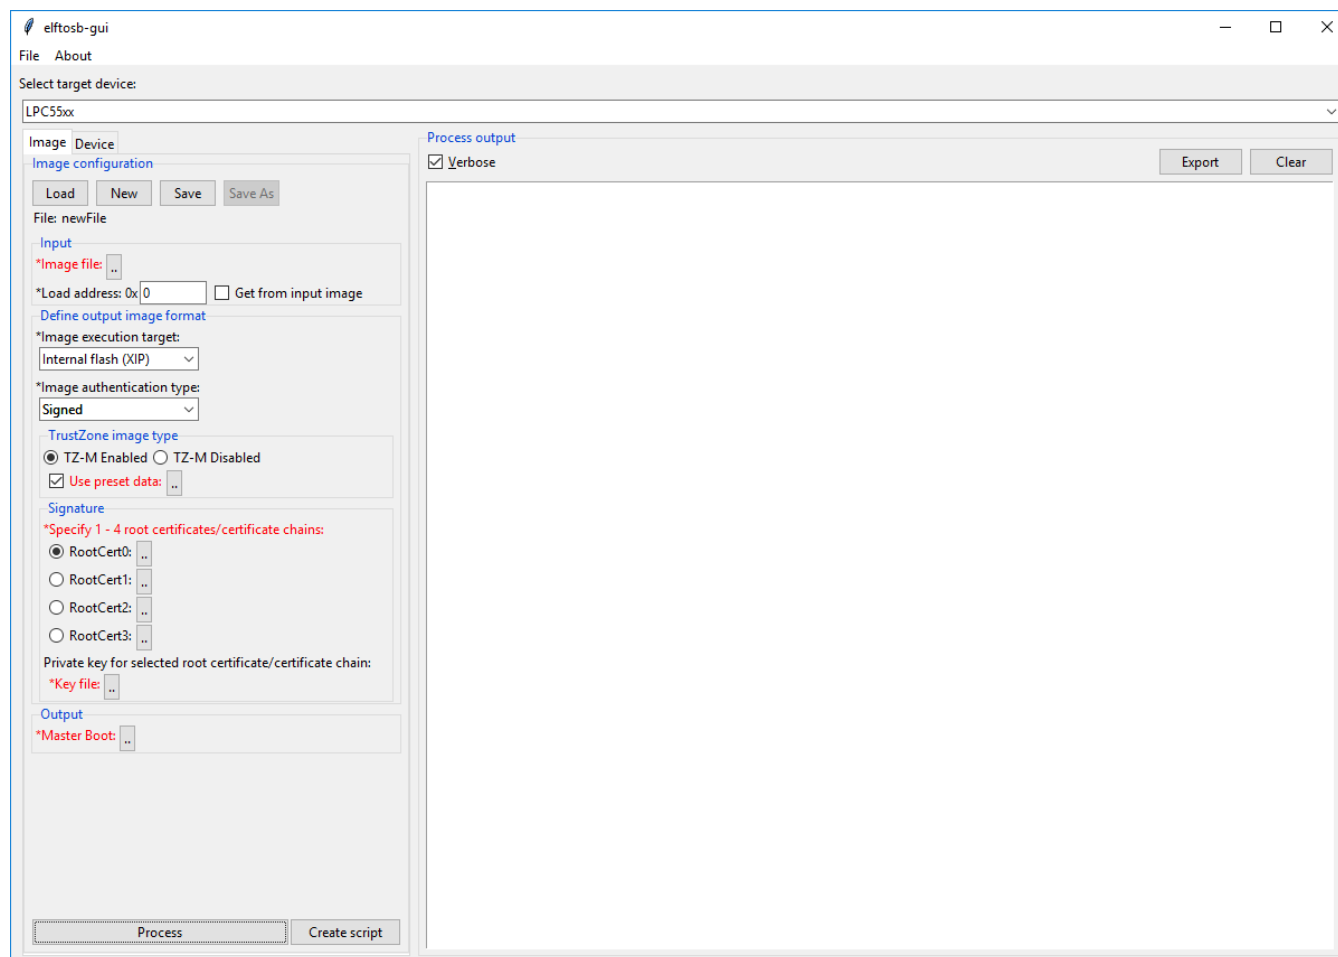 elftosb-gui
File About
Select target device:
LPC55xx
Image Device
Image configuration
Load New Save Save As
File: newFile
Input
*Image file: ..
*Load address: 0x 0 Get from input image
Define output image format
*Image execution target:
Internal flash (XIP)
*Image authentication type:
Signed
TrustZone image type
TZ-M Enabled TZ-M Disabled
Use preset data: ..
Signature
*Specify 1 - 4 root certificates/certificate chains:
RootCert0: ..
RootCert1: ..
RootCert2: ..
RootCert3: ..
Private key for selected root certificate/certificate chain:
*Key file: ..
Output
*Master Boot: ..
Process Create script
Process output
Verbose Export Clear